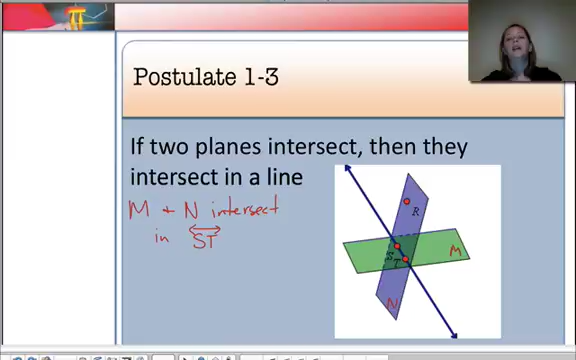 Postulate 1-3
If two planes intersect, then they
intersect in a line
M + N intersect
in ST
R
S
T
M
N